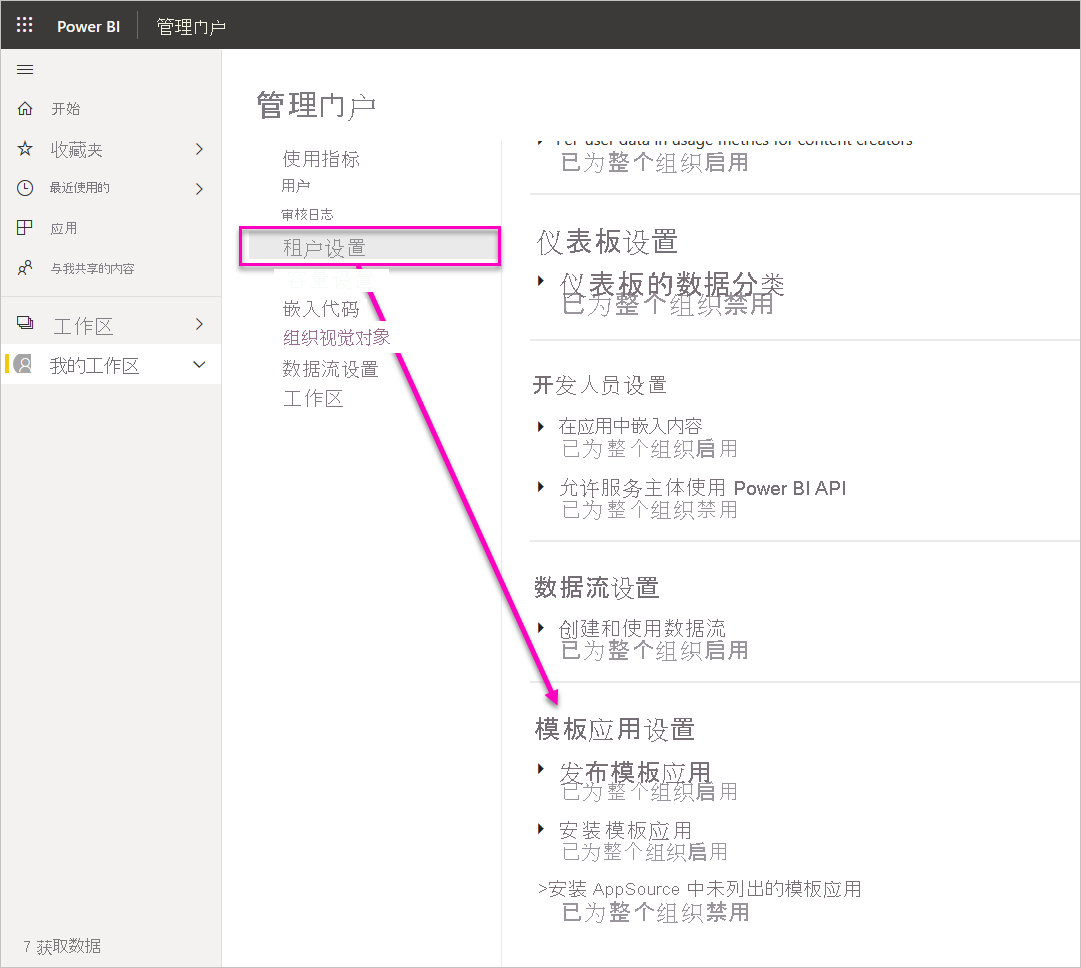 Power BI 管理门户
开始
收藏夹
最近使用的
应用
与我共享的内容
工作区
我的工作区
7 获取数据
管理门户
使用指标
用户
审核日志
租户设置
嵌入代码
组织视觉对象
数据流设置
工作区
Per-user data in usage metrics for content creators
已为整个组织启用
仪表板设置
仪表板的数据分类
已为整个组织禁用
开发人员设置
在应用中嵌入内容
已为整个组织启用
允许服务主体使用 Power BI API
已为整个组织禁用
数据流设置
创建和使用数据流
已为整个组织启用
模板应用设置
发布模板应用
已为整个组织启用
安装模板应用
已为整个组织启用
>安装 AppSource 中未列出的模板应用
已为整个组织禁用